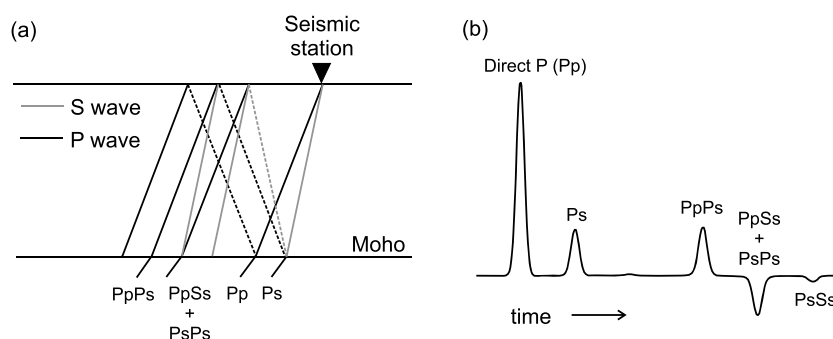 (a)
Seismic
station
S wave
P wave
Moho
PpPs
PpSs
+
PsPs
Pp
Ps
(b)
Direct P (Pp)
Ps
PpPs
PpSs
+
PsPs
PsSs
time